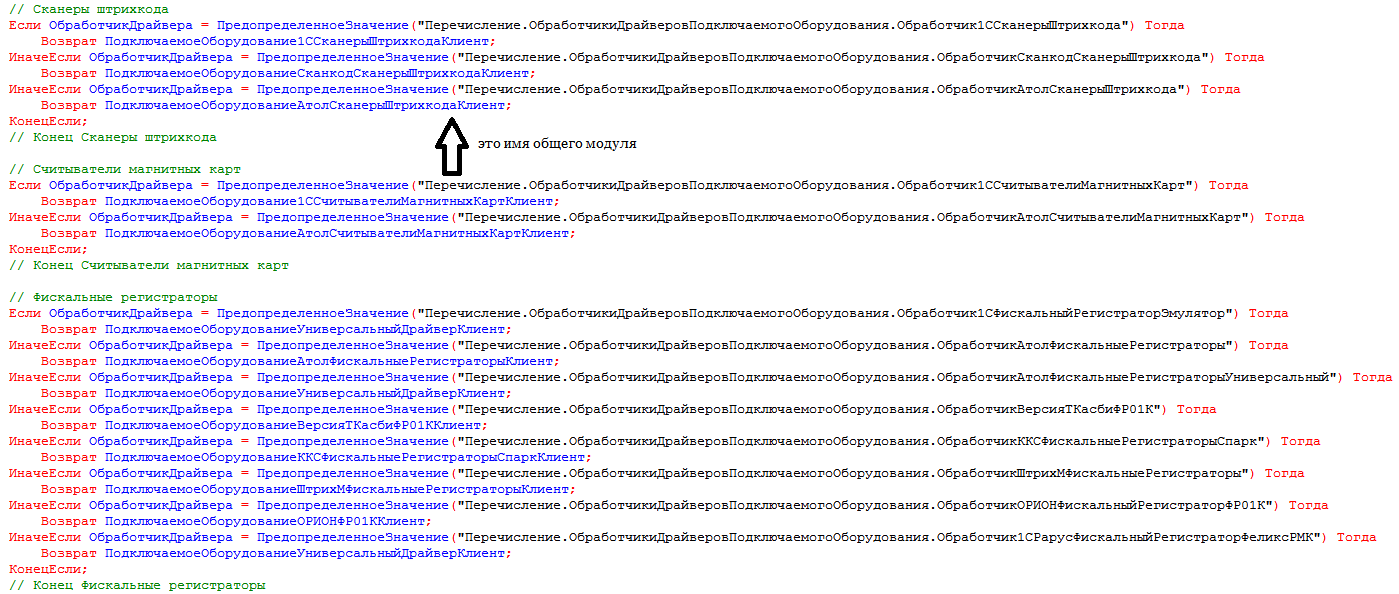 // Сканеры штрихкода
Если ОбработчикДрайвера = ПредопределенноеЗначение("Перечисление.ОбработчикиДрайверовПодключаемогоОборудования.Обработчик1ССканерыШтрихкода") Тогда
    Возврат ПодключаемоеОборудование1ССканерыШтрихкодаКлиент;
ИначеЕсли ОбработчикДрайвера = ПредопределенноеЗначение("Перечисление.ОбработчикиДрайверовПодключаемогоОборудования.ОбработчикСканкодСканерыШтрихкода") Тогда
    Возврат ПодключаемоеОборудованиеСканкодСканерыШтрихкодаКлиент;
ИначеЕсли ОбработчикДрайвера = ПредопределенноеЗначение("Перечисление.ОбработчикиДрайверовПодключаемогоОборудования.ОбработчикАтолСканерыШтрихкода") Тогда
    Возврат ПодключаемоеОборудованиеАтолСканерыШтрихкодаКлиент;
КонецЕсли;
// Конец Сканеры штрихкода
это имя общего модуля
// Считыватели магнитных карт
Если ОбработчикДрайвера = ПредопределенноеЗначение("Перечисление.ОбработчикиДрайверовПодключаемогоОборудования.Обработчик1ССчитывателиМагнитныхКарт") Тогда
    Возврат ПодключаемоеОборудование1ССчитывателиМагнитныхКартКлиент;
ИначеЕсли ОбработчикДрайвера = ПредопределенноеЗначение("Перечисление.ОбработчикиДрайверовПодключаемогоОборудования.ОбработчикАтолСчитывателиМагнитныхКарт") Тогда
    Возврат ПодключаемоеОборудованиеАтолСчитывателиМагнитныхКартКлиент;
КонецЕсли;
// Конец Считыватели магнитных карт
// Фискальные регистраторы
Если ОбработчикДрайвера = ПредопределенноеЗначение("Перечисление.ОбработчикиДрайверовПодключаемогоОборудования.Обработчик1СФискальныйРегистраторЭмулятор") Тогда
    Возврат ПодключаемоеОборудованиеУниверсальныйДрайверКлиент;
ИначеЕсли ОбработчикДрайвера = ПредопределенноеЗначение("Перечисление.ОбработчикиДрайверовПодключаемогоОборудования.ОбработчикАтолФискальныеРегистраторы") Тогда
    Возврат ПодключаемоеОборудованиеАтолФискальныеРегистраторыКлиент;
ИначеЕсли ОбработчикДрайвера = ПредопределенноеЗначение("Перечисление.ОбработчикиДрайверовПодключаемогоОборудования.ОбработчикАтолФискальныеРегистраторыУниверсальный") Тогда
    Возврат ПодключаемоеОборудованиеУниверсальныйДрайверКлиент;
ИначеЕсли ОбработчикДрайвера = ПредопределенноеЗначение("Перечисление.ОбработчикиДрайверовПодключаемогоОборудования.ОбработчикВерсияТКасбиФР01К") Тогда
    Возврат ПодключаемоеОборудованиеВерсияТКасбиФР01ККлиент;
ИначеЕсли ОбработчикДрайвера = ПредопределенноеЗначение("Перечисление.ОбработчикиДрайверовПодключаемогоОборудования.ОбработчикККСФискальныеРегистраторыСпарк") Тогда
    Возврат ПодключаемоеОборудованиеККСФискальныеРегистраторыСпаркКлиент;
ИначеЕсли ОбработчикДрайвера = ПредопределенноеЗначение("Перечисление.ОбработчикиДрайверовПодключаемогоОборудования.ОбработчикШтрихМФискальныеРегистраторы") Тогда
    Возврат ПодключаемоеОборудованиеШтрихМФискальныеРегистраторыКлиент;
ИначеЕсли ОбработчикДрайвера = ПредопределенноеЗначение("Перечисление.ОбработчикиДрайверовПодключаемогоОборудования.ОбработчикОРИОНФискальныйРегистраторФР01К") Тогда
    Возврат ПодключаемоеОборудованиеОРИОНФР01ККлиент;
ИначеЕсли ОбработчикДрайвера = ПредопределенноеЗначение("Перечисление.ОбработчикиДрайверовПодключаемогоОборудования.Обработчик1СРарусФискальныйРегистраторФеликсРМК") Тогда
    Возврат ПодключаемоеОборудованиеУниверсальныйДрайверКлиент;
КонецЕсли;
// Конец Фискальные регистраторы